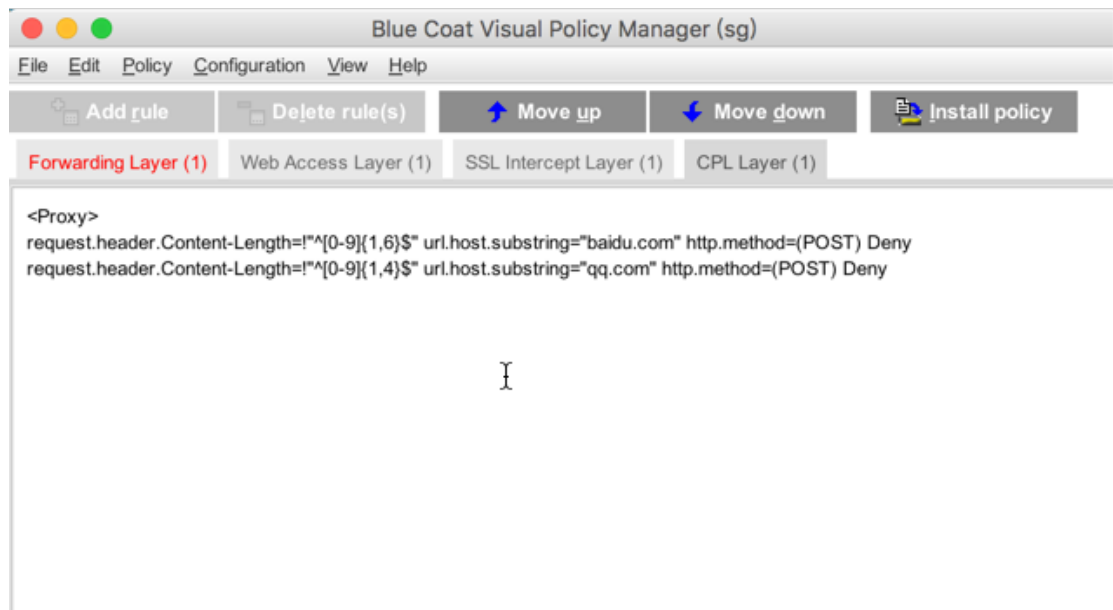 Blue Coat Visual Policy Manager (sg)
File Edit Policy Configuration View Help
Add rule Delete rule(s) Move up Move down Install policy
Forwarding Layer (1) Web Access Layer (1) SSL Intercept Layer (1) CPL Layer (1)
<Proxy>
request.header.Content-Length=!"^[0-9]{1,6}$" url.host.substring="baidu.com" http.method=(POST) Deny
request.header.Content-Length=!"^[0-9]{1,4}$" url.host.substring="qq.com" http.method=(POST) Deny